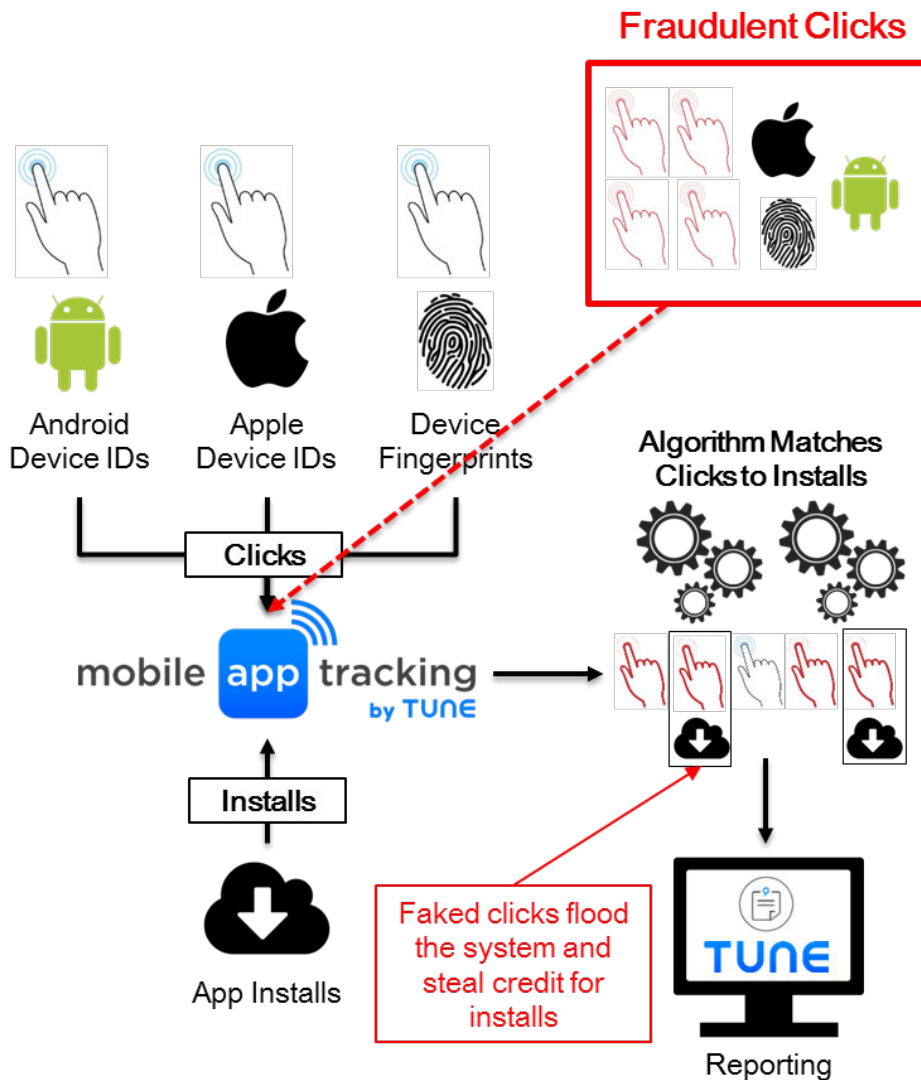 Fraudulent Clicks
Android
Device IDs
Apple
Device IDs
Device
Fingerprints
Clicks
Algorithm Matches
Clicks to Installs
mobile app tracking
by TUNE
Installs
App Installs
Faked clicks flood
the system and
steal credit for
installs
TUNE
Reporting